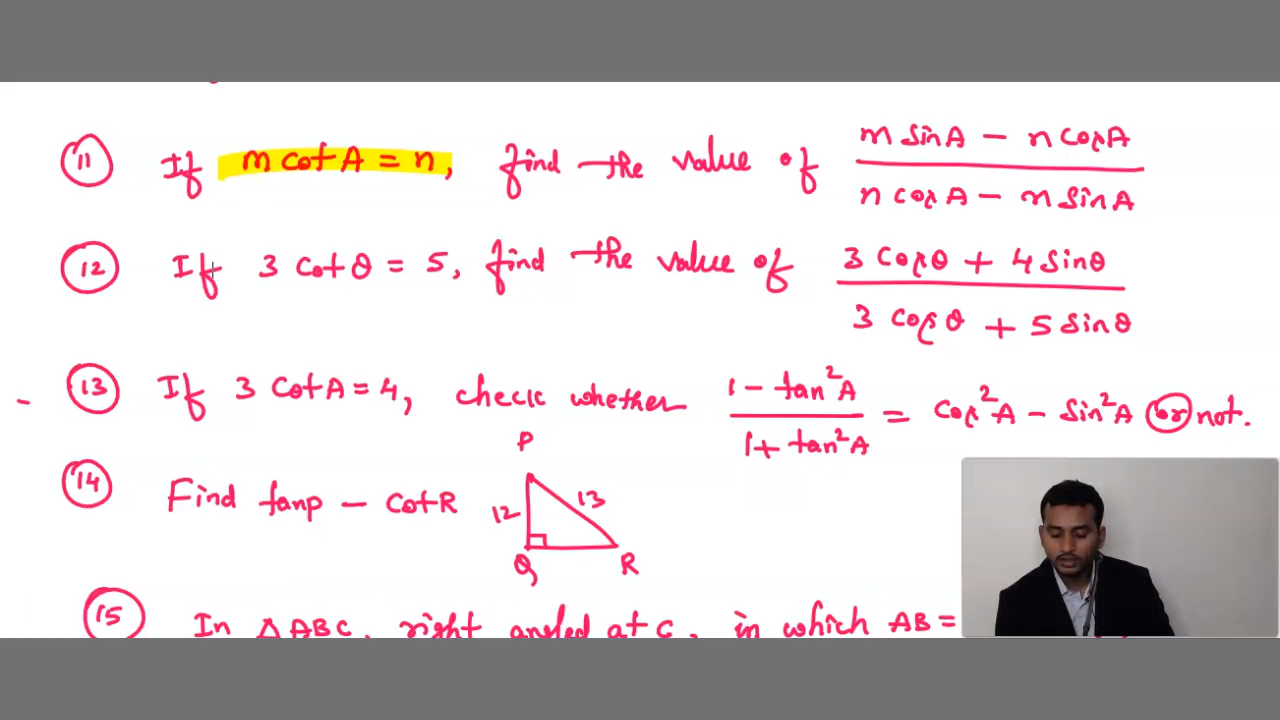 11 If m cot A = n, find the value of (m sin A − n cos A) / (n cos A − m sin A)
12 If 3 cot θ = 5, find the value of (3 cos θ + 4 sin θ) / (3 cos θ + 5 sin θ)
13 If 3 cot A = 4, check whether (1 − tan²A) / (1 + tan²A) = cos²A − sin²A or not.
P
14 Find tan p − cot R 12 13
Q R
15 In △ABC, right angled at C, in which AB =